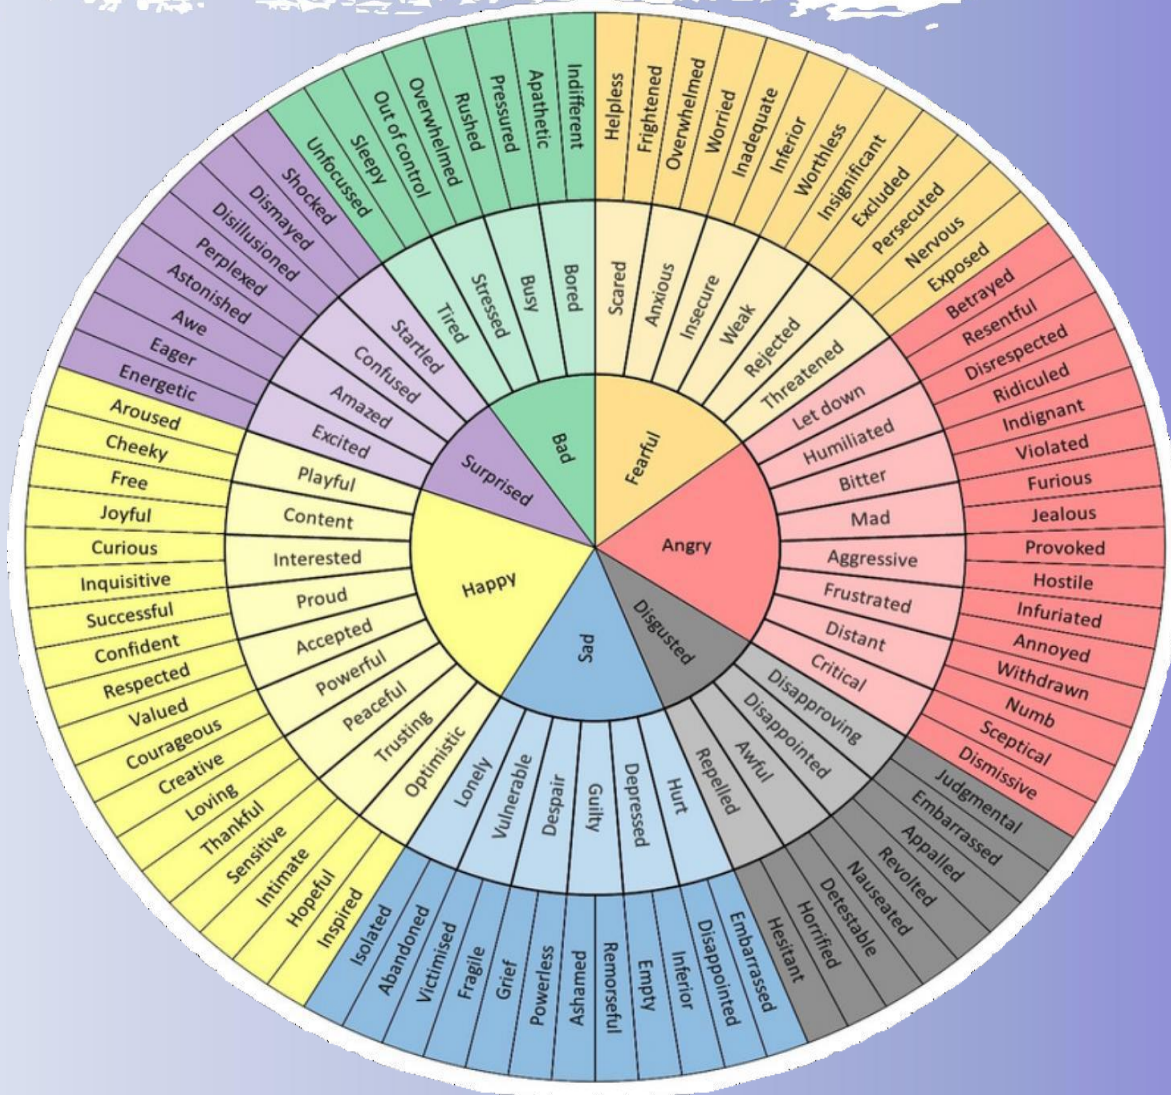 Fearful
Angry
Disgusted
Sad
Happy
Surprised
Bad
Scared
Anxious
Insecure
Weak
Rejected
Threatened
Let down
Humiliated
Bitter
Mad
Aggressive
Frustrated
Distant
Critical
Disapproving
Disappointed
Awful
Repelled
Hurt
Depressed
Guilty
Despair
Vulnerable
Lonely
Optimistic
Trusting
Peaceful
Powerful
Accepted
Proud
Interested
Content
Playful
Excited
Amazed
Confused
Startled
Tired
Stressed
Busy
Bored
Helpless
Frightened
Overwhelmed
Worried
Inadequate
Inferior
Worthless
Insignificant
Excluded
Persecuted
Nervous
Exposed
Betrayed
Resentful
Disrespected
Ridiculed
Indignant
Violated
Furious
Jealous
Provoked
Hostile
Infuriated
Annoyed
Withdrawn
Numb
Sceptical
Dismissive
Judgmental
Embarrassed
Appalled
Revolted
Nauseated
Detestable
Horrified
Hesitant
Embarrassed
Disappointed
Inferior
Empty
Remorseful
Ashamed
Powerless
Grief
Fragile
Victimised
Abandoned
Isolated
Inspired
Hopeful
Intimate
Sensitive
Thankful
Loving
Creative
Courageous
Valued
Respected
Confident
Successful
Inquisitive
Curious
Joyful
Free
Cheeky
Aroused
Energetic
Eager
Awe
Astonished
Perplexed
Disillusioned
Dismayed
Shocked
Unfocussed
Sleepy
Out of control
Overwhelmed
Rushed
Pressured
Apathetic
Indifferent